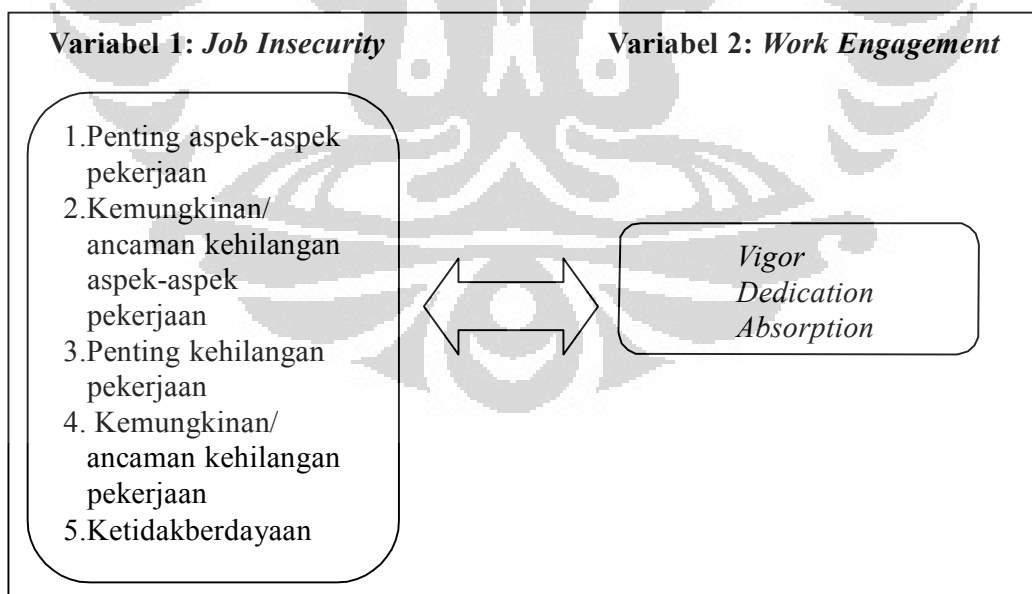 Variabel 1: Job Insecurity
Variabel 2: Work Engagement
1.Penting aspek-aspek
pekerjaan
2.Kemungkinan/
ancaman kehilangan
aspek-aspek
pekerjaan
3.Penting kehilangan
pekerjaan
4. Kemungkinan/
ancaman kehilangan
pekerjaan
5.Ketidakberdayaan
Vigor
Dedication
Absorption